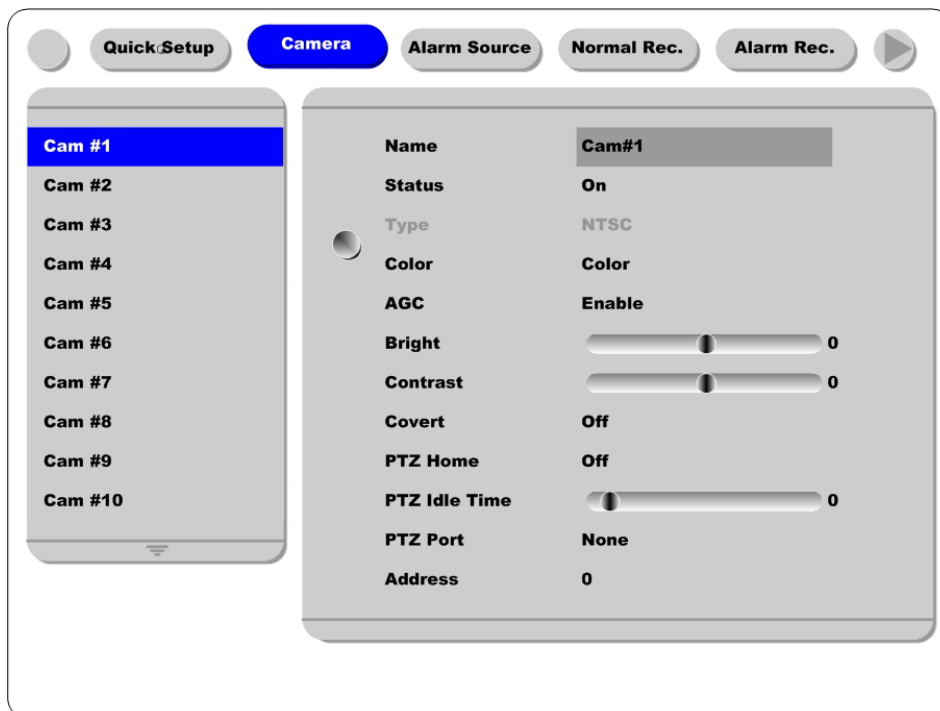 Quick Setup Camera Alarm Source Normal Rec. Alarm Rec.
Cam #1
Cam #2
Cam #3
Cam #4
Cam #5
Cam #6
Cam #7
Cam #8
Cam #9
Cam #10
Name Cam#1
Status On
Type NTSC
Color Color
AGC Enable
Bright 0
Contrast 0
Covert Off
PTZ Home Off
PTZ Idle Time 0
PTZ Port None
Address 0